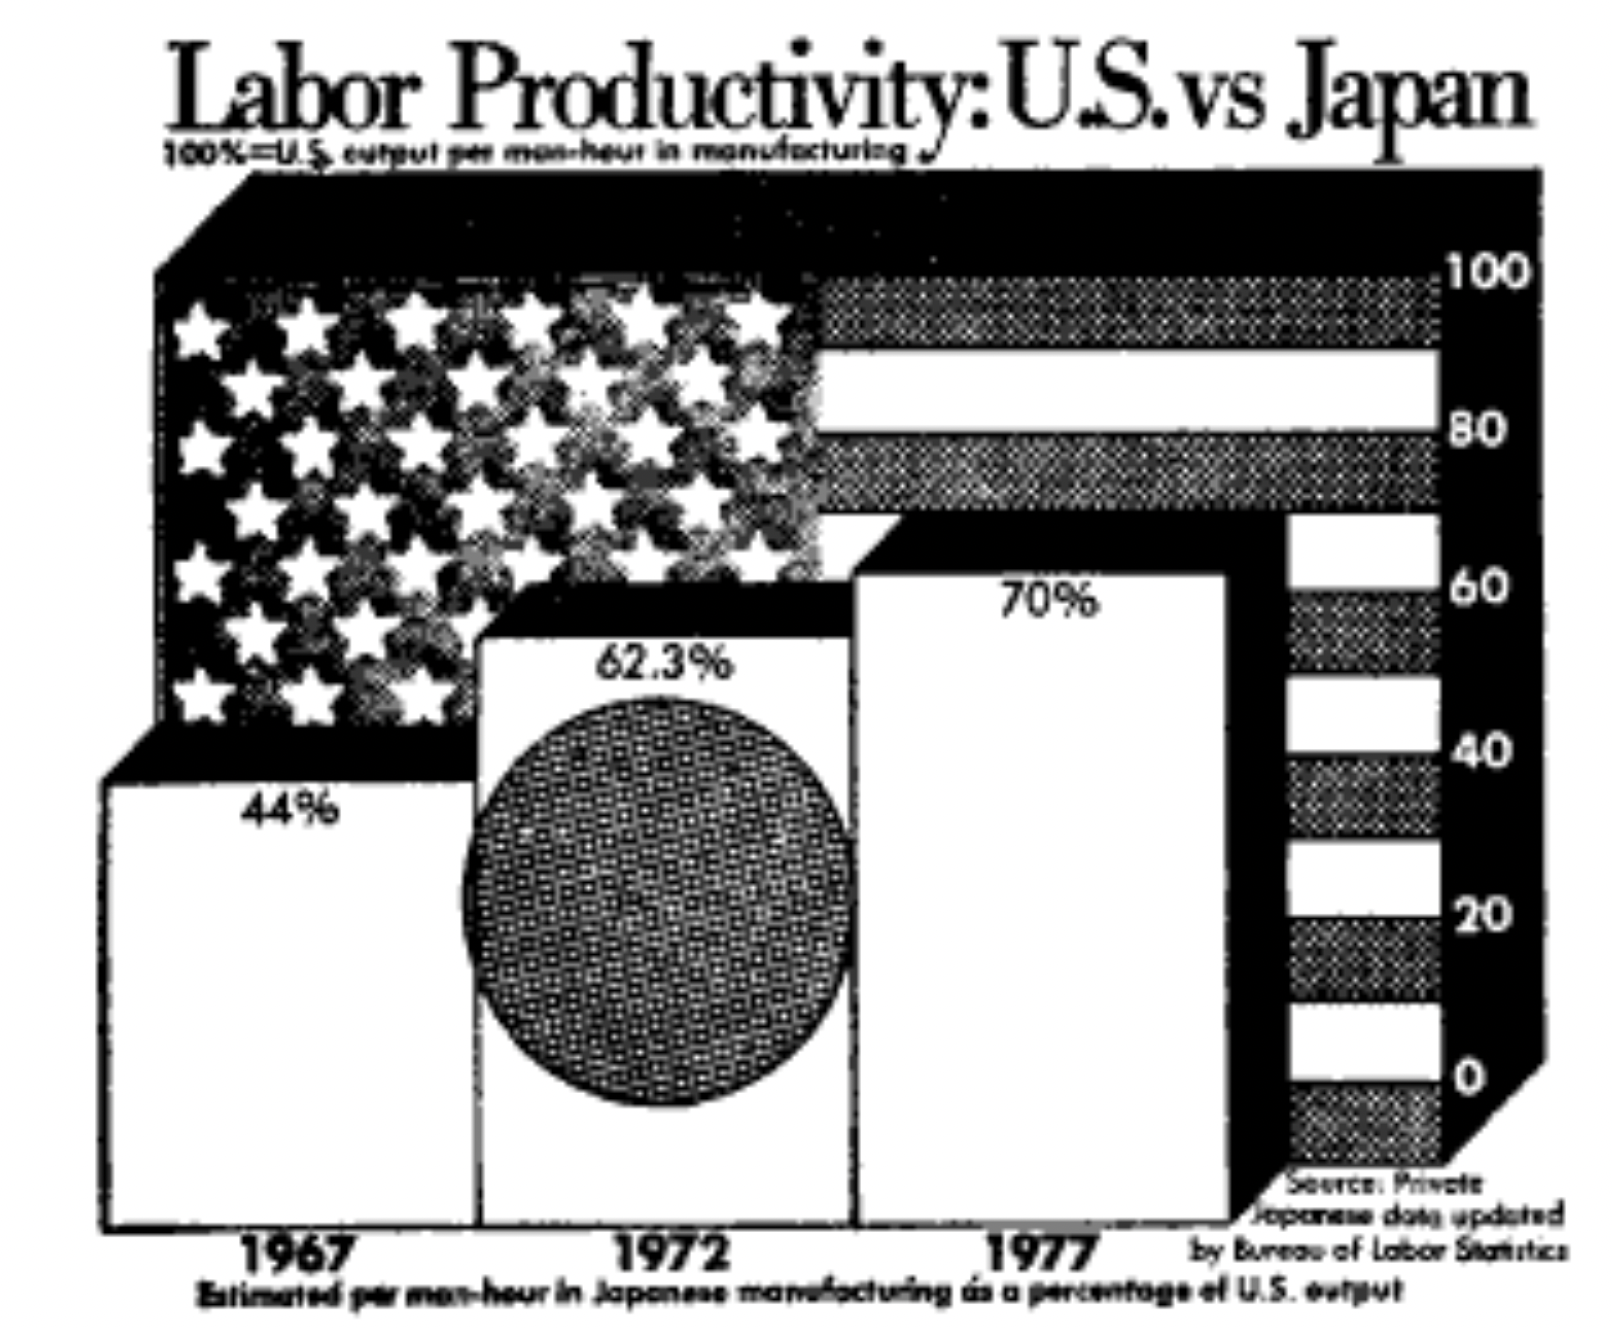 Labor Productivity: U.S. vs Japan
100%=U.S. output per man-hour in manufacturing
100
80
60
40
20
0
70%
62.3%
44%
1967
1972
1977
Source: Private
Japanese data updated
by Bureau of Labor Statistics
Estimated per man-hour in Japanese manufacturing as a percentage of U.S. output